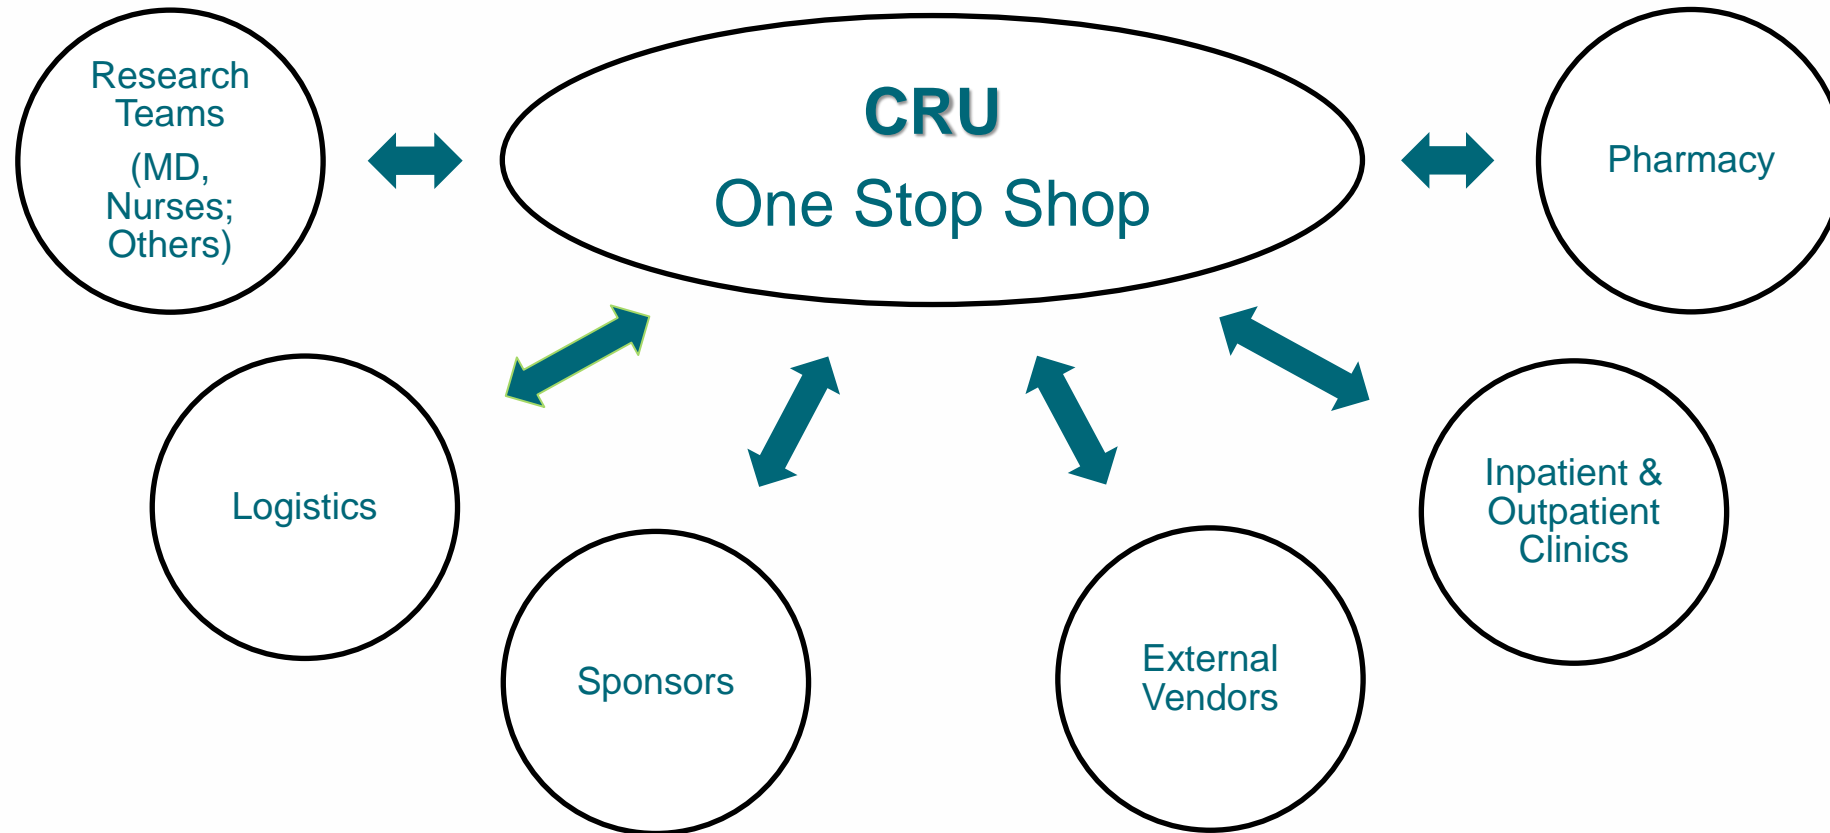 Research
Teams
(MD,
Nurses;
Others)
CRU
One Stop Shop
Pharmacy
Logistics
Sponsors
External
Vendors
Inpatient &
Outpatient
Clinics